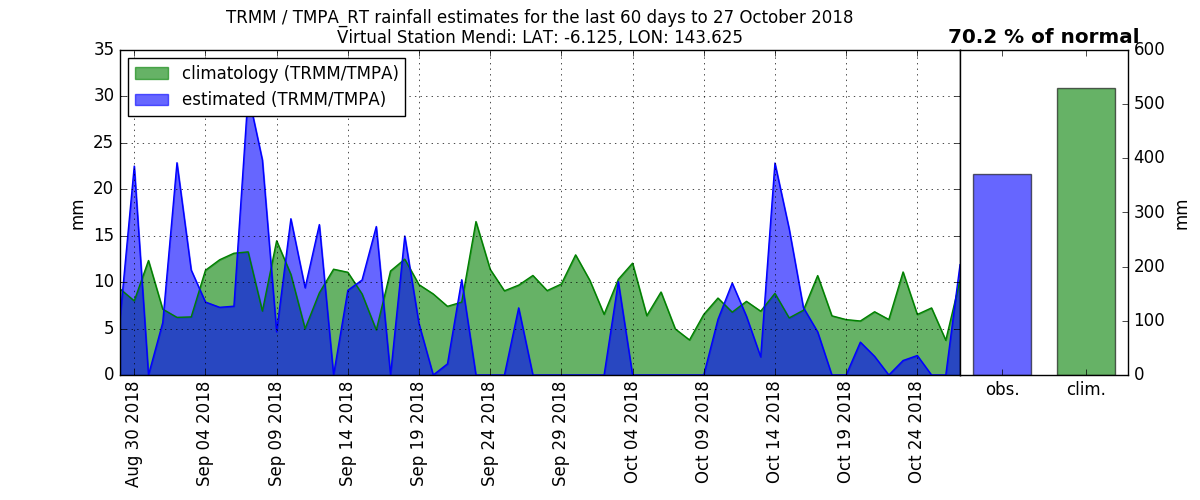 TRMM / TMPA_RT rainfall estimates for the last 60 days to 27 October 2018
Virtual Station Mendi: LAT: -6.125, LON: 143.625
70.2 % of normal
climatology (TRMM/TMPA)
estimated (TRMM/TMPA)
mm
35
30
25
20
15
10
5
0
Aug 30 2018
Sep 04 2018
Sep 09 2018
Sep 14 2018
Sep 19 2018
Sep 24 2018
Sep 29 2018
Oct 04 2018
Oct 09 2018
Oct 14 2018
Oct 19 2018
Oct 24 2018
600
500
400
300
200
100
0
mm
obs.
clim.